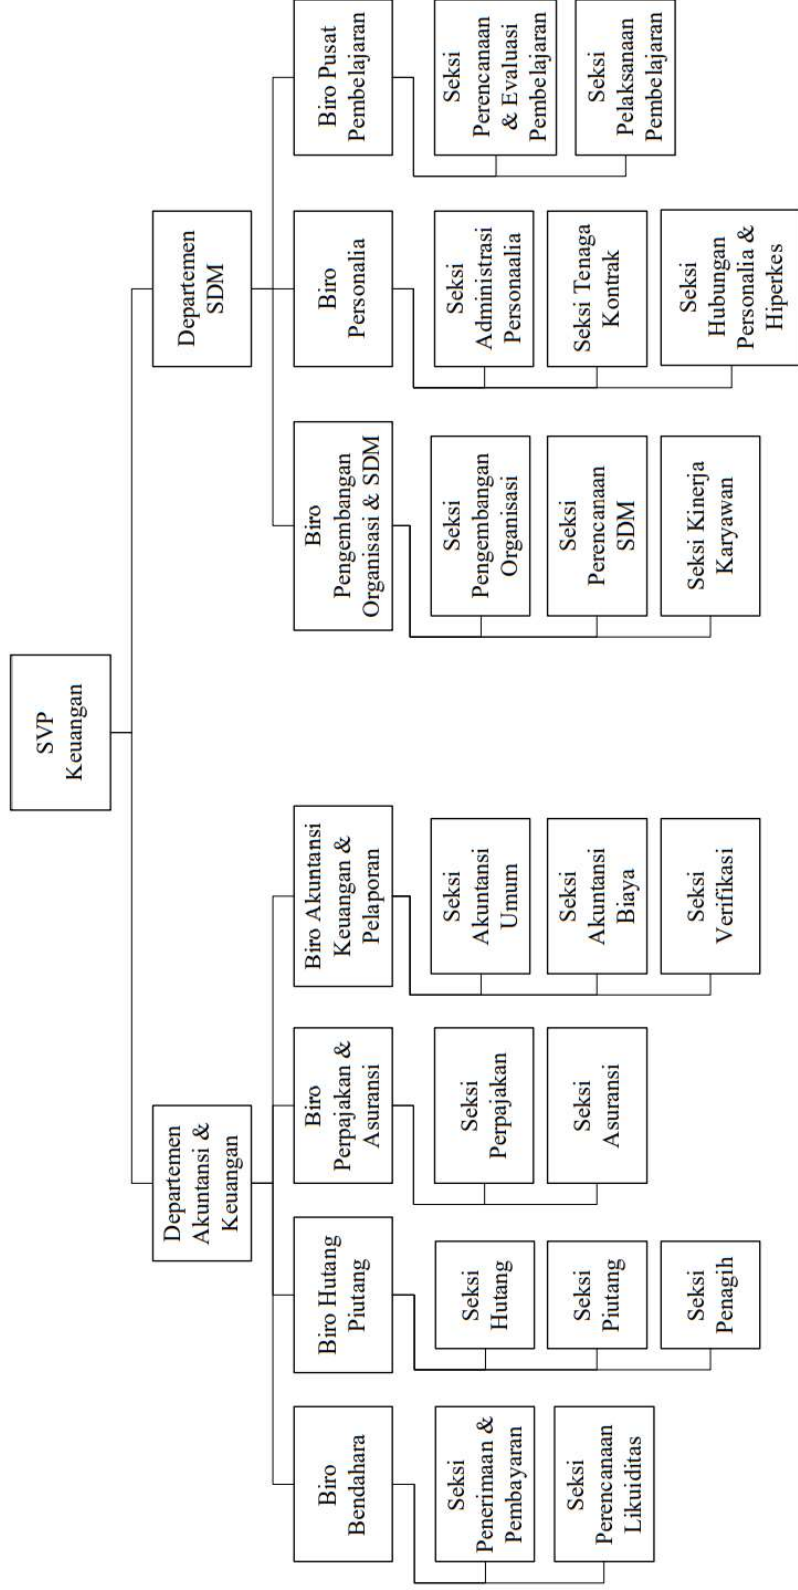 SVP
Keuangan
Departemen
Akuntansi &
Keuangan
Departemen
SDM
Biro
Bendahara
Biro Hutang
Piutang
Biro
Perpajakan &
Asuransi
Biro Akuntansi
Keuangan &
Pelaporan
Biro
Pengembangan
Organisasi & SDM
Biro
Personalia
Biro Pusat
Pembelajaran
Seksi
Penerimaan &
Pembayaran
Seksi
Perencanaan
Likuiditas
Seksi
Hutang
Seksi
Piutang
Seksi
Penagih
Seksi
Perpajakan
Seksi
Asuransi
Seksi
Akuntansi
Umum
Seksi
Akuntansi
Biaya
Seksi
Verifikasi
Seksi
Pengembangan
Organisasi
Seksi
Perencanaan
SDM
Seksi Kinerja
Karyawan
Seksi
Administrasi
Personaalia
Seksi Tenaga
Kontrak
Seksi
Hubungan
Personalia &
Hiperkes
Seksi
Perencanaan
& Evaluasi
Pembelajaran
Seksi
Pelaksanaan
Pembelajaran